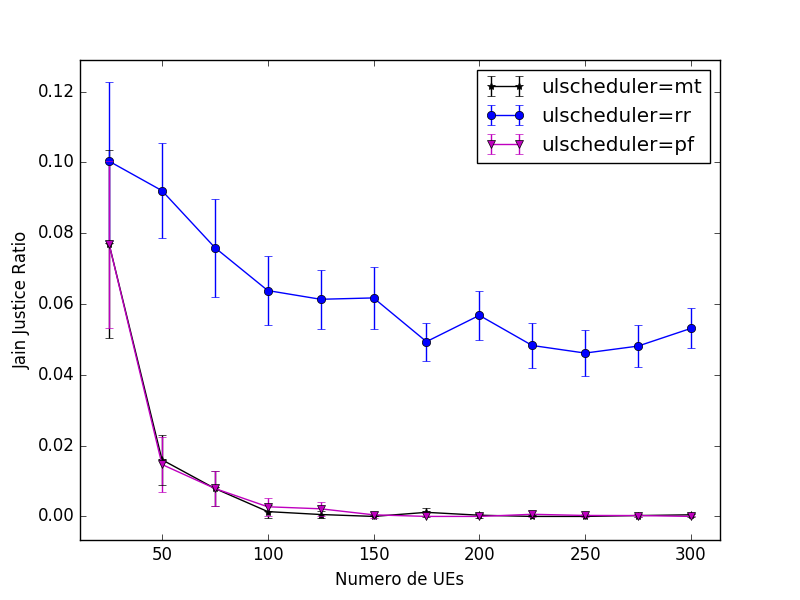 ulscheduler=mt
ulscheduler=rr
ulscheduler=pf
Jain Justice Ratio
0.12
0.10
0.08
0.06
0.04
0.02
0.00
50 100 150 200 250 300
Numero de UEs